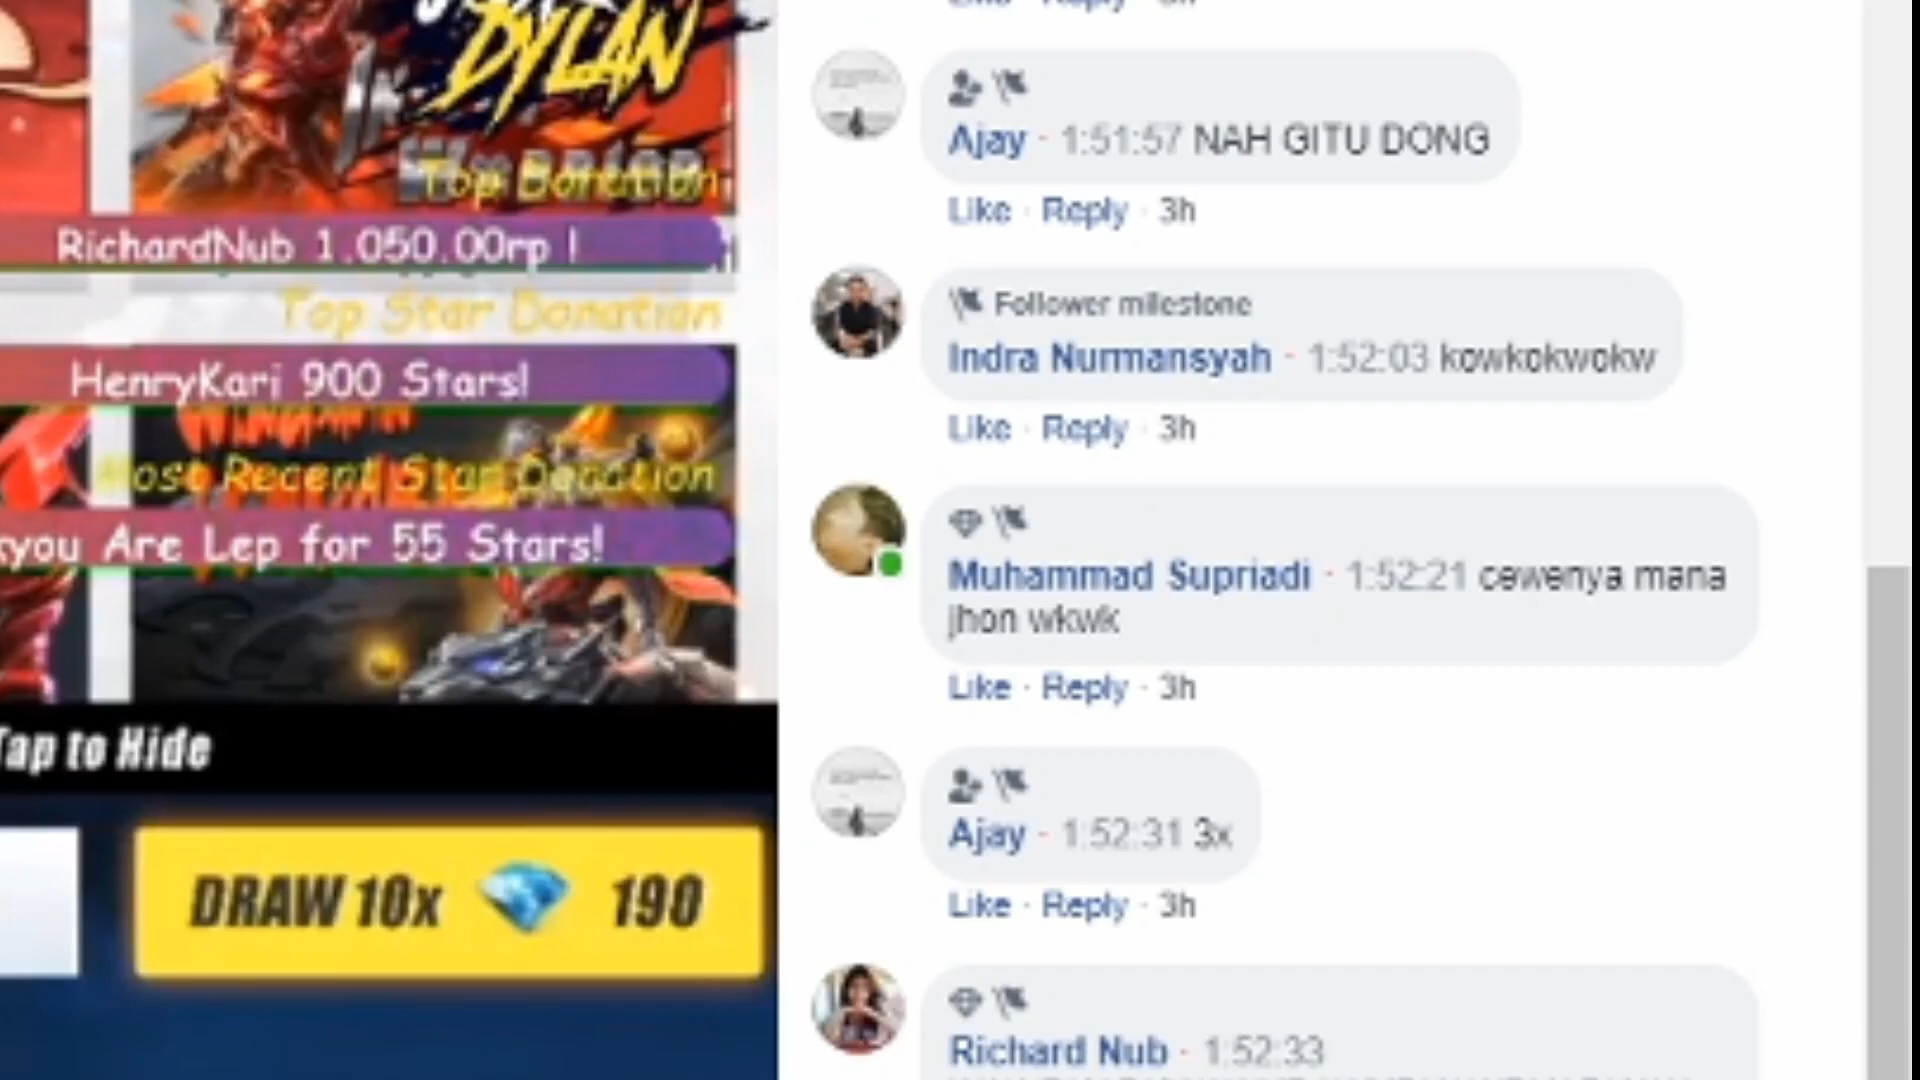 DYLAN
Top Donation
RichardNub 1.050.00rp !
Top Star Donation
HenryKari 900 Stars!
Most Recent Star Donation
you Are Lep for 55 Stars!
Tap to Hide
DRAW 10x 190
Like · Reply · 3h
Ajay · 1:51:57 NAH GITU DONG
Like · Reply · 3h
Follower milestone
Indra Nurmansyah · 1:52:03 kowkokwokw
Like · Reply · 3h
Muhammad Supriadi · 1:52:21 cewenya mana
jhon wkwk
Like · Reply · 3h
Ajay · 1:52:31 3x
Like · Reply · 3h
Richard Nub · 1:52:33